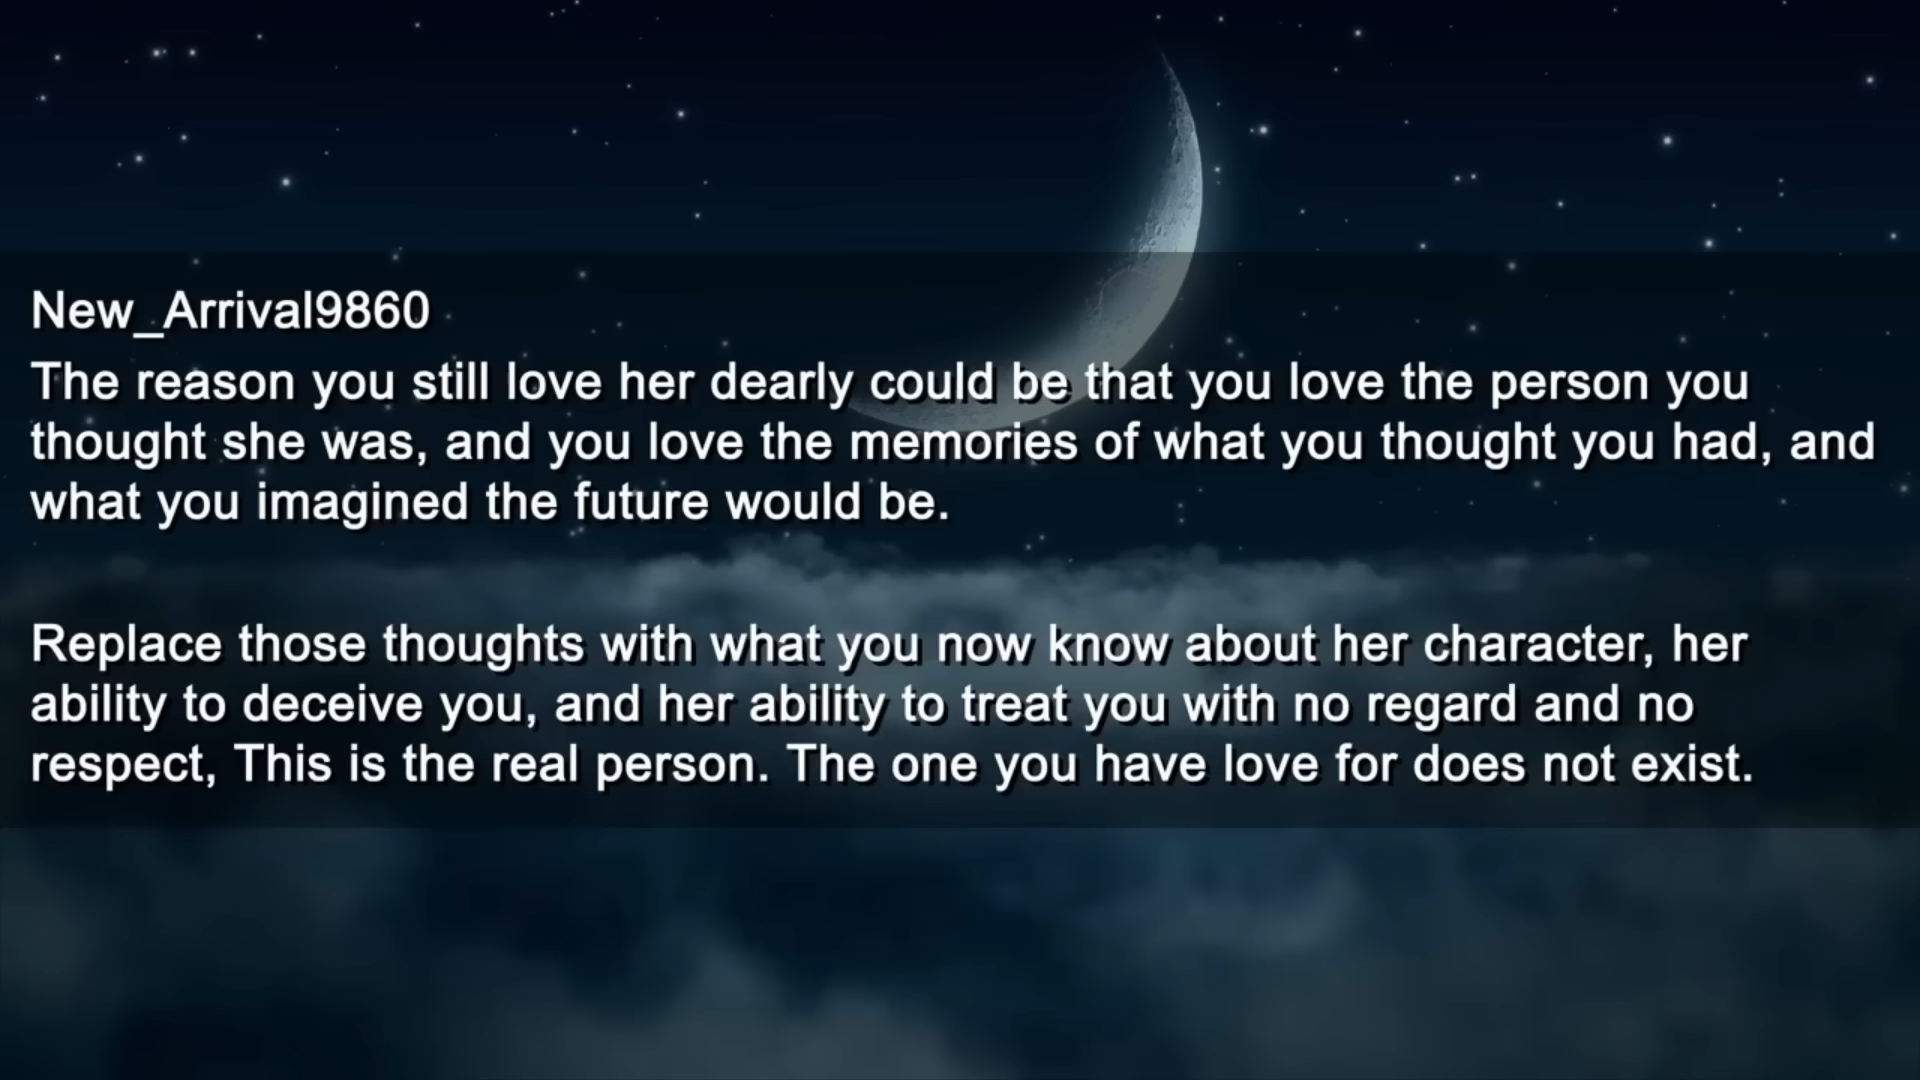 New_Arrival9860
The reason you still love her dearly could be that you love the person you
thought she was, and you love the memories of what you thought you had, and
what you imagined the future would be.
Replace those thoughts with what you now know about her character, her
ability to deceive you, and her ability to treat you with no regard and no
respect, This is the real person. The one you have love for does not exist.